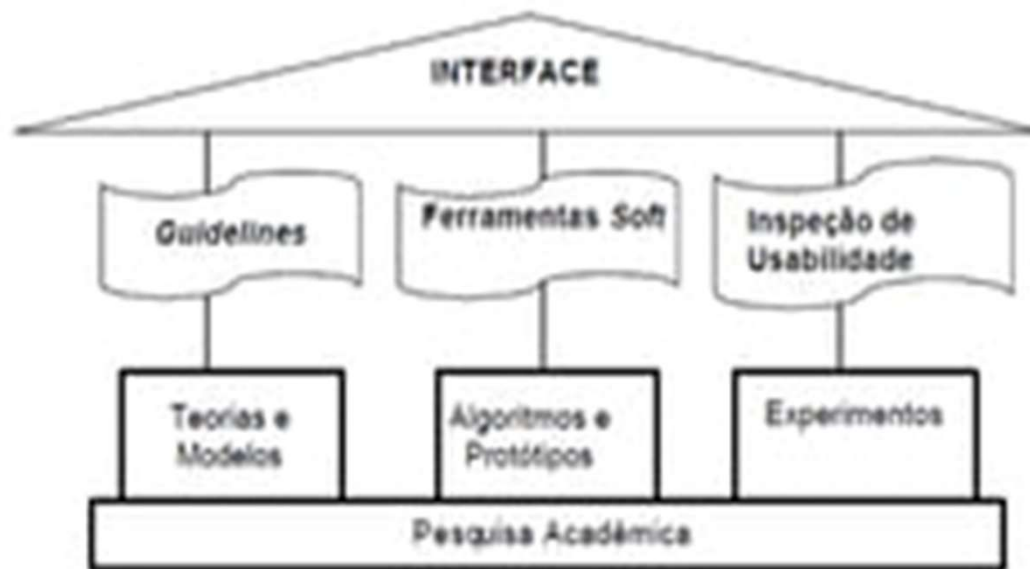 INTERFACE
Guidelines
Ferramentas Soft
Inspeção de
Usabilidade
Teorias e
Modelos
Algoritmos e
Protótipos
Experimentos
Pesquisa Acadêmica